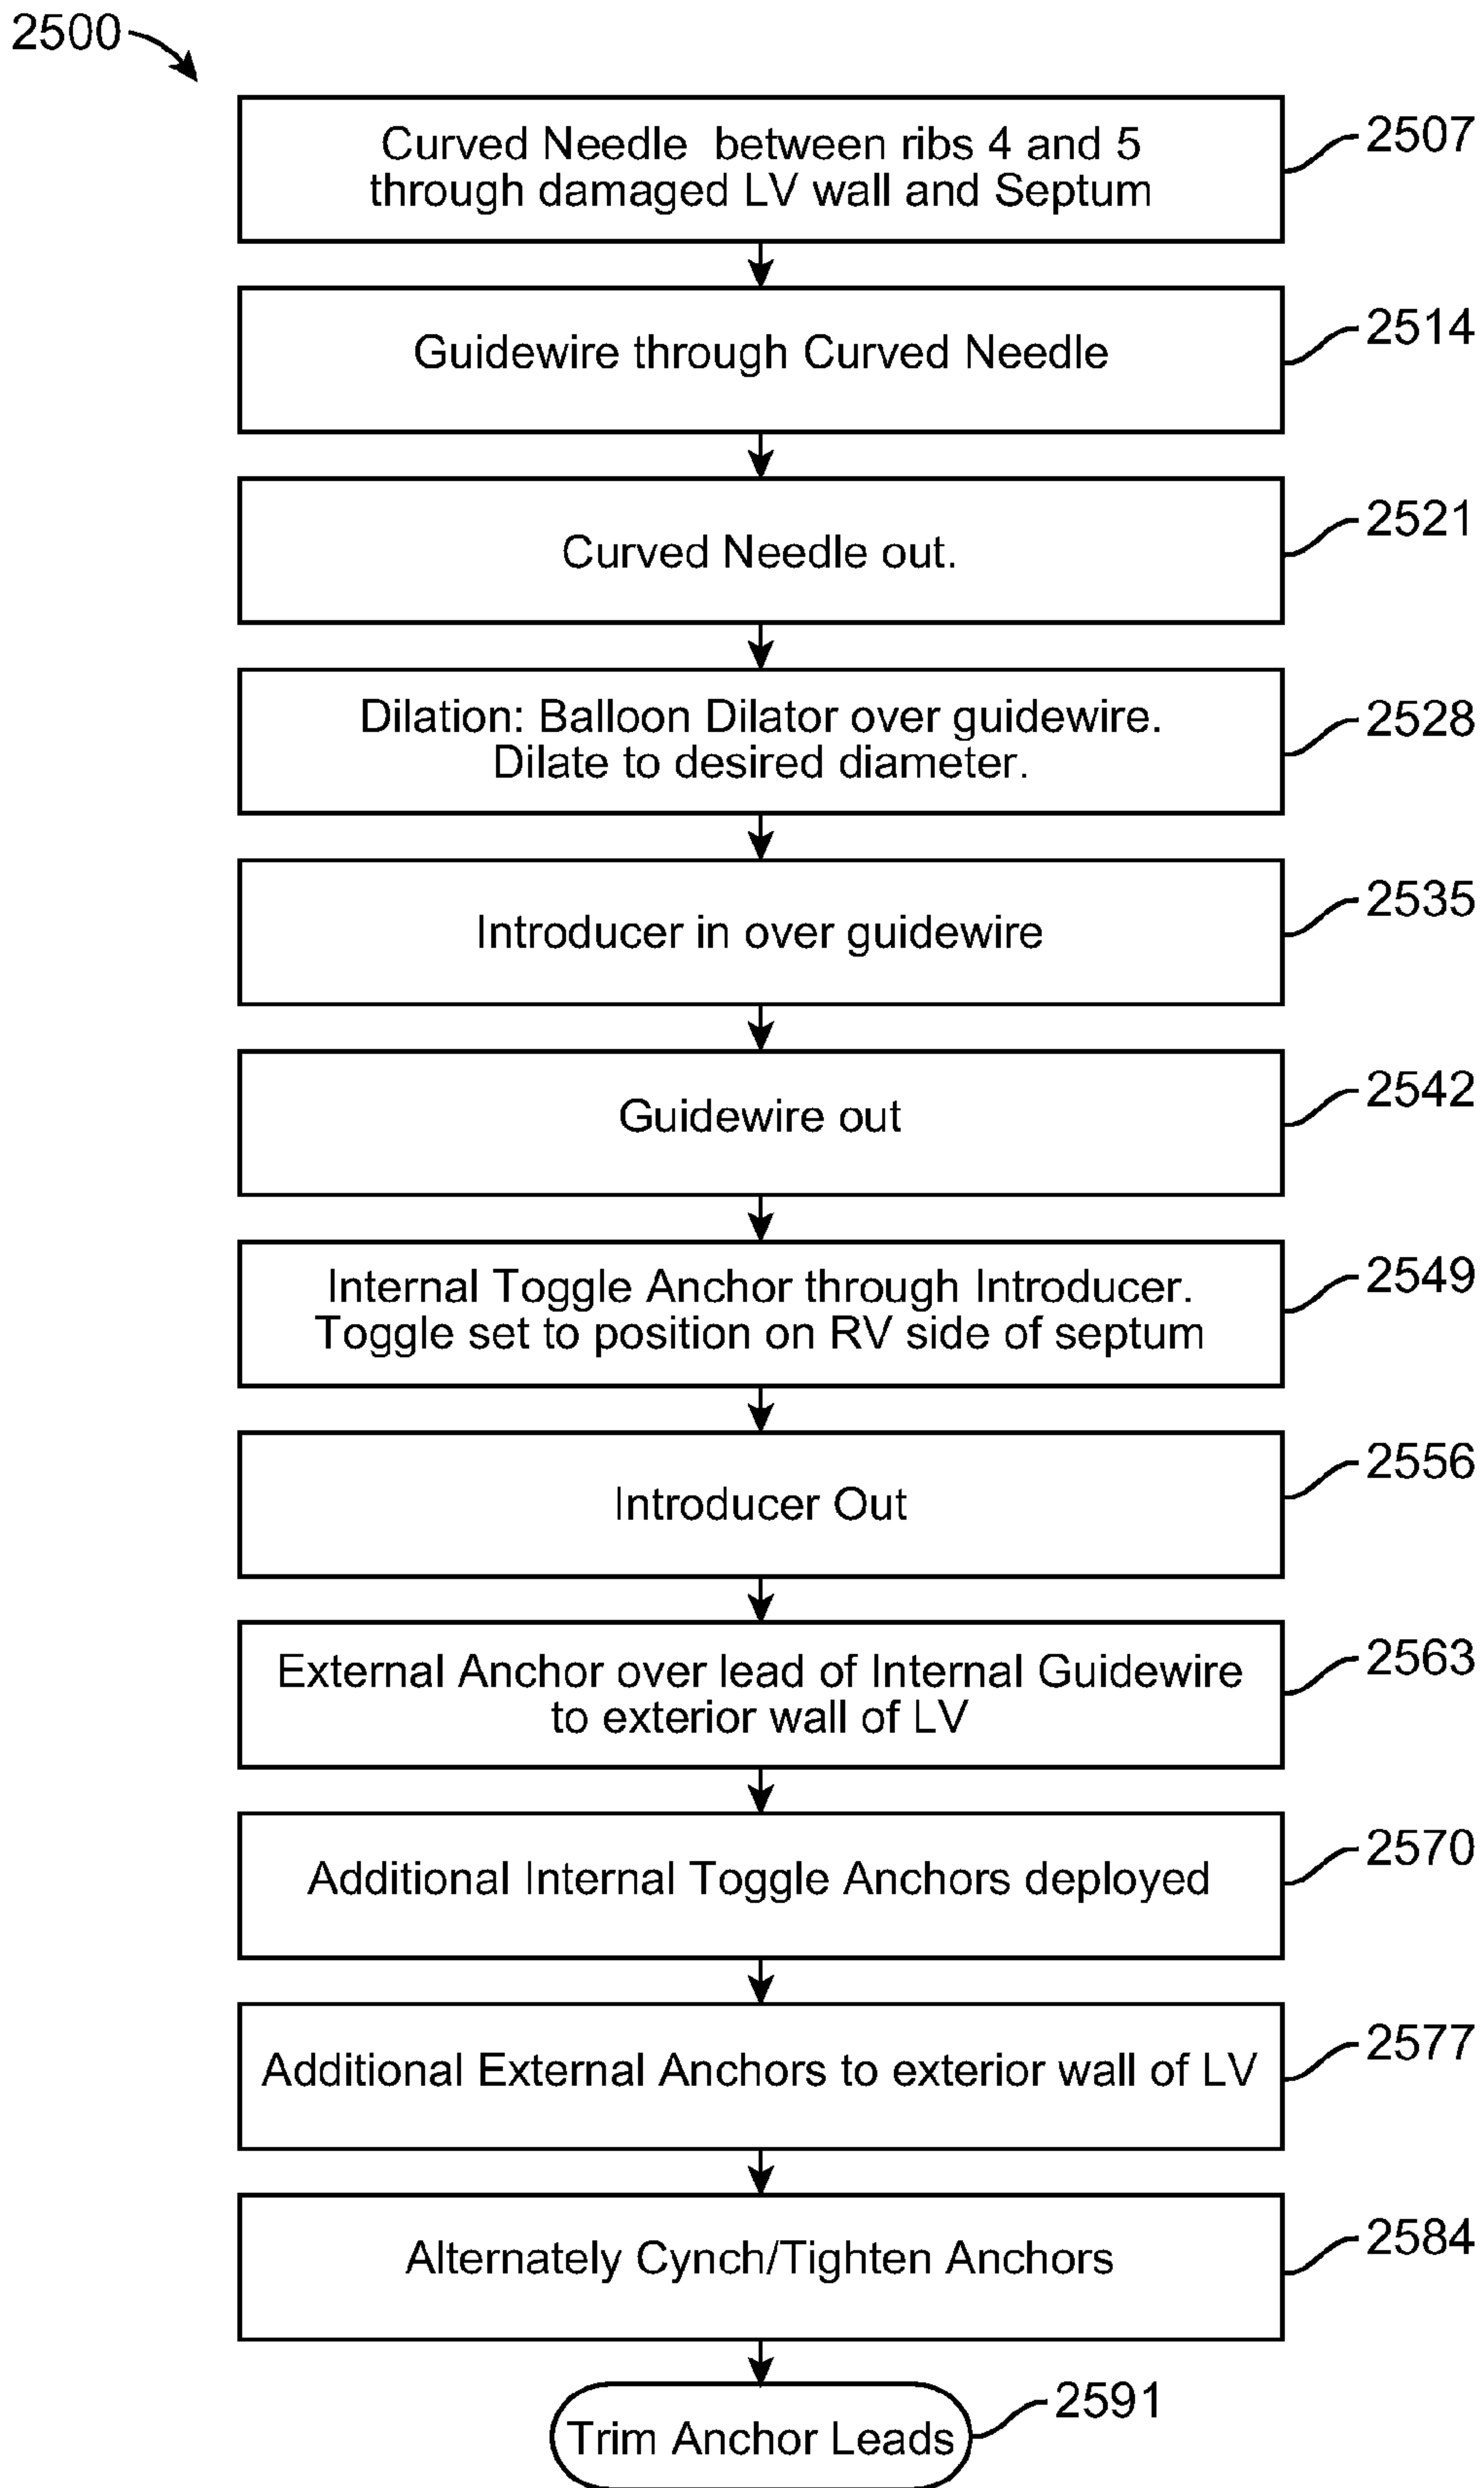 2500
Curved Needle between ribs 4 and 5
through damaged LV wall and Septum
2507
Guidewire through Curved Needle
2514
Curved Needle out.
2521
Dilation: Balloon Dilator over guidewire.
Dilate to desired diameter.
2528
Introducer in over guidewire
2535
Guidewire out
2542
Internal Toggle Anchor through Introducer.
Toggle set to position on RV side of septum
2549
Introducer Out
2556
External Anchor over lead of Internal Guidewire
to exterior wall of LV
2563
Additional Internal Toggle Anchors deployed
2570
Additional External Anchors to exterior wall of LV
2577
Alternately Cynch/Tighten Anchors
2584
Trim Anchor Leads
2591